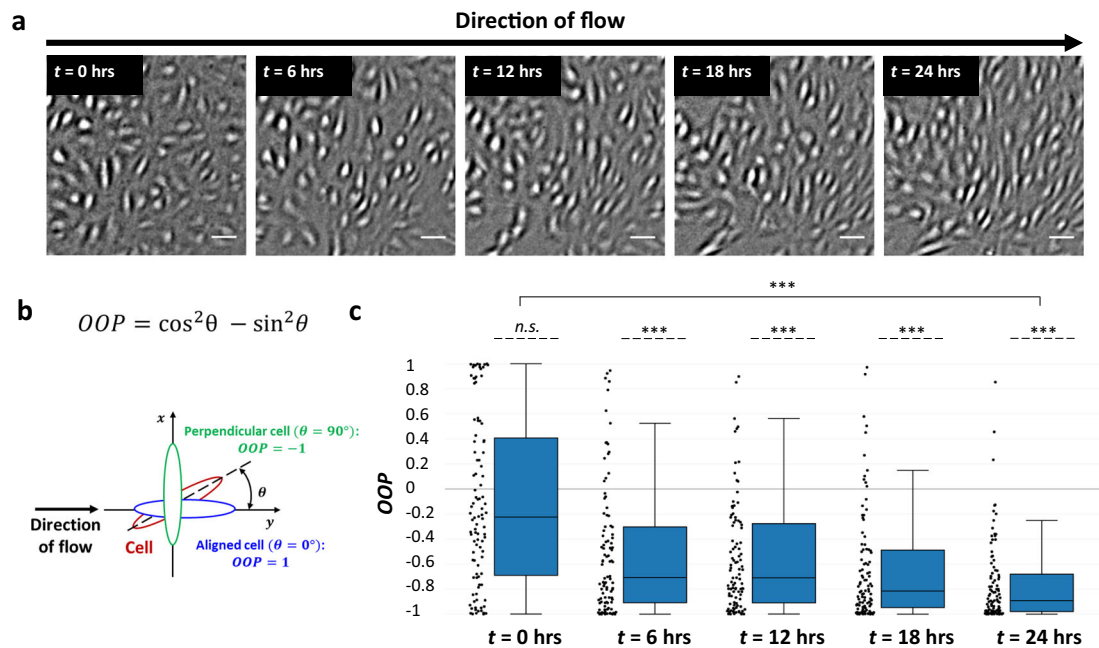 a
Direction of flow
t = 0 hrs
t = 6 hrs
t = 12 hrs
t = 18 hrs
t = 24 hrs
b
OOP = cos²θ − sin²θ
x
Perpendicular cell (θ = 90°):
OOP = −1
θ
y
Direction
of flow
Cell
Aligned cell (θ = 0°):
OOP = 1
c
***
n.s.
***
***
***
***
1
0.8
0.6
0.4
0.2
0
-0.2
-0.4
-0.6
-0.8
-1
OOP
t = 0 hrs
t = 6 hrs
t = 12 hrs
t = 18 hrs
t = 24 hrs